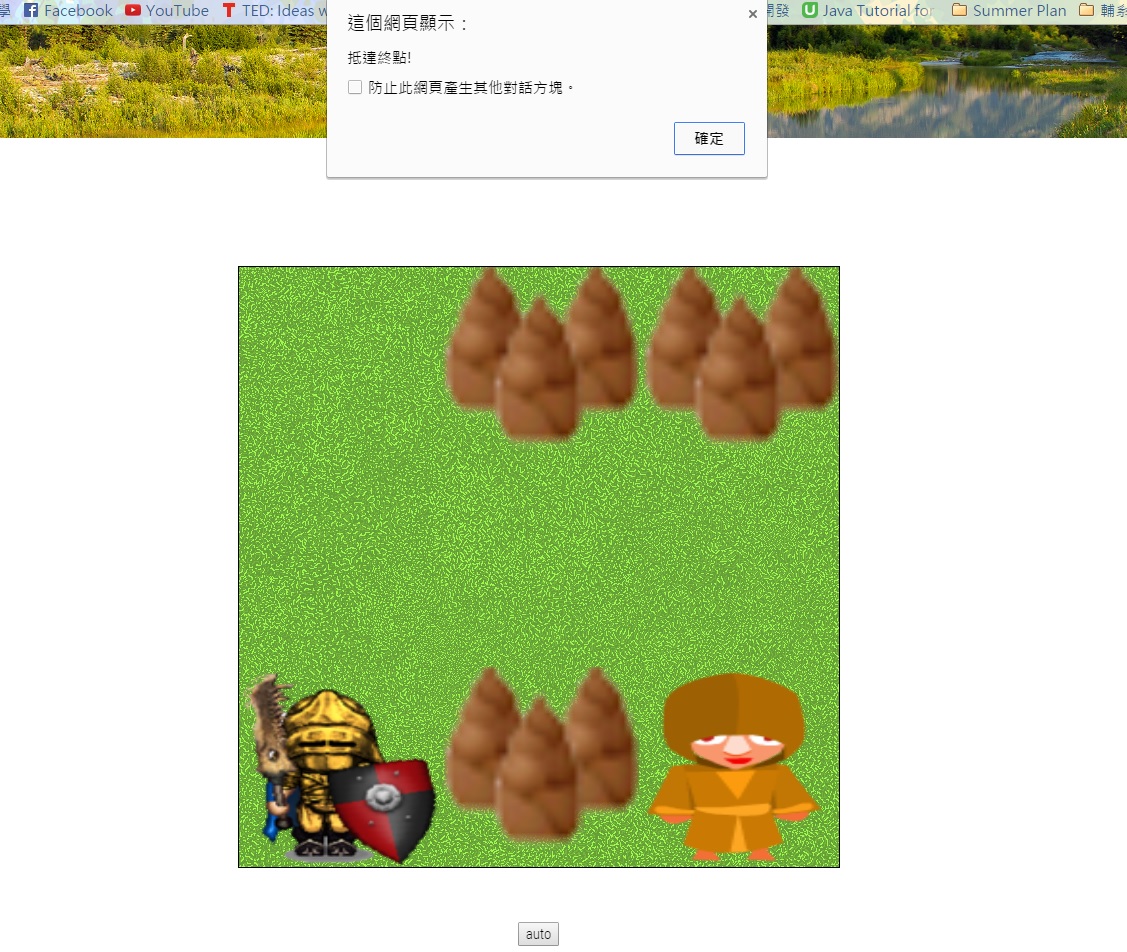 學 Facebook YouTube TED: Ideas 開發 Java Tutorial for Summer Plan 輔系
這個網頁顯示：
抵達終點!
防止此網頁產生其他對話方塊。
確定
auto